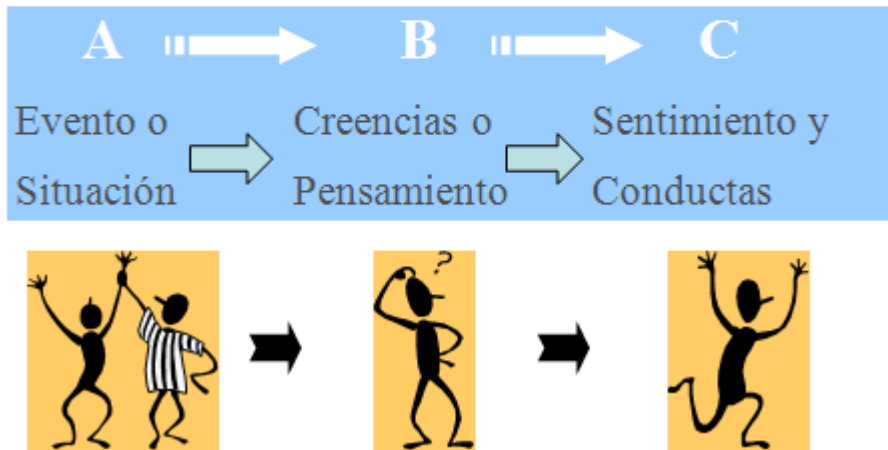 A B C
Evento o Creencias o Sentimiento y
Situación Pensamiento Conductas
?